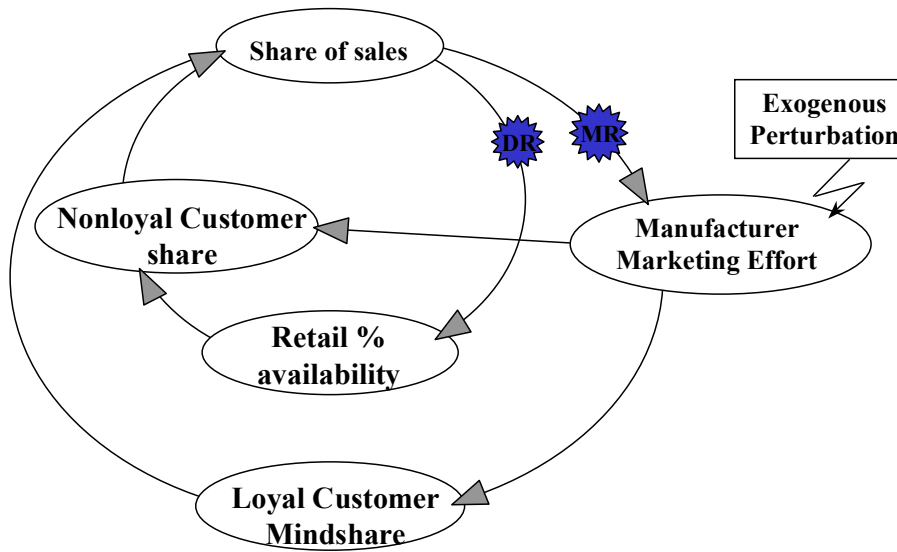 Share of sales
Exogenous
Perturbation
DR
MR
Nonloyal Customer
share
Manufacturer
Marketing Effort
Retail %
availability
Loyal Customer
Mindshare